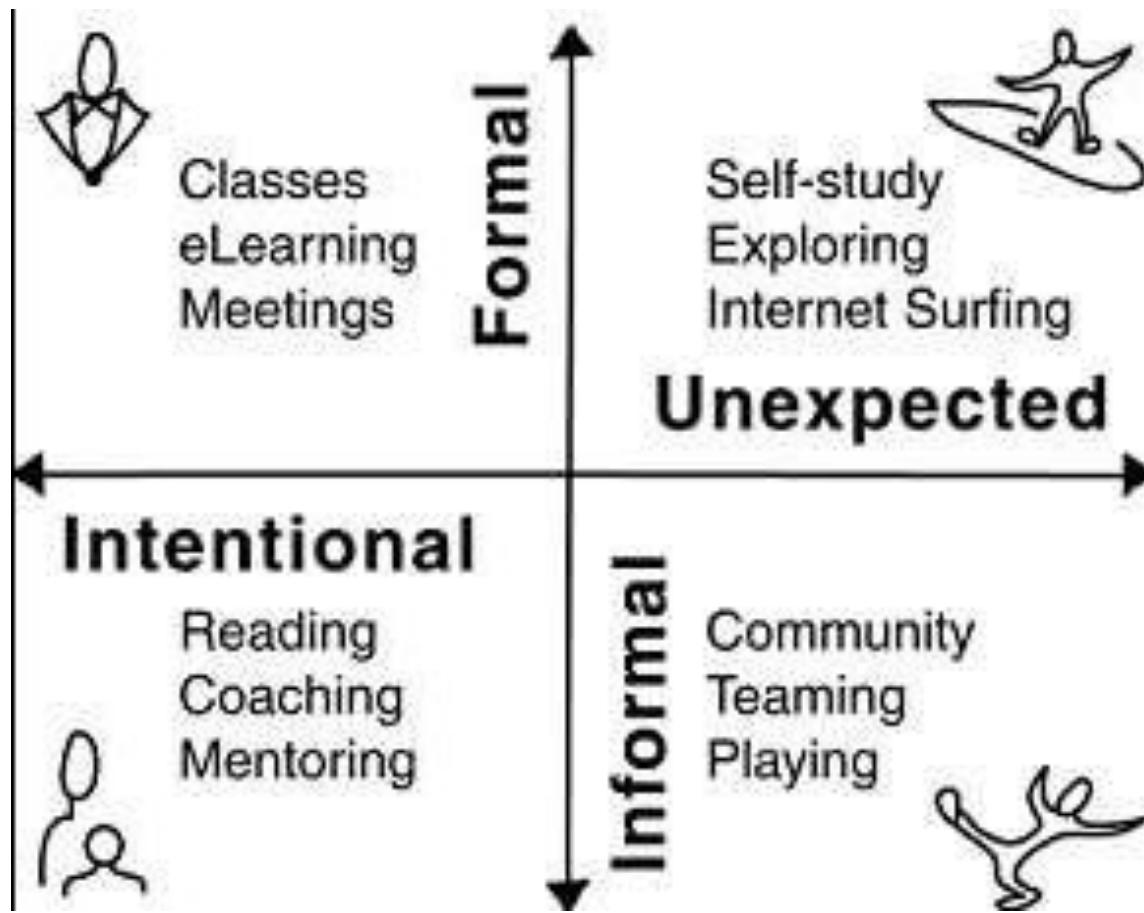 Formal
Classes
eLearning
Meetings
Self-study
Exploring
Internet Surfing
Unexpected
Intentional
Reading
Coaching
Mentoring
Informal
Community
Teaming
Playing